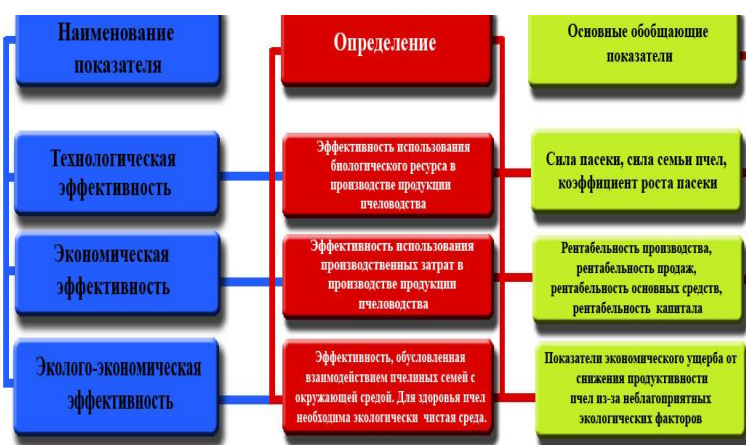 Наименование
показателя
Определение
Основные обобщающие
показатели
Технологическая
эффективность
Эффективность использования
биологического ресурса в
производстве продукции
пчеловодства
Сила пасеки, сила семьи пчел,
коэффициент роста пасеки
Экономическая
эффективность
Эффективность использования
производственных затрат в
производстве продукции
пчеловодства
Рентабельность производства,
рентабельность продаж,
рентабельность основных средств,
рентабельность капитала
Эколого-экономическая
эффективность
Эффективность, обусловленная
взаимодействием пчелиных семей с
окружающей средой. Для здоровья пчел
необходима экологически чистая среда.
Показатели экономического ущерба от
снижения продуктивности
пчел из-за неблагоприятных
экологических факторов